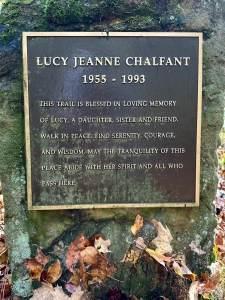 LUCY JEANNE CHALFANT
1955 - 1993
THIS TRAIL IS BLESSED IN LOVING MEMORY
OF LUCY, A DAUGHTER, SISTER AND FRIEND.
WALK IN PEACE. FIND SERENITY, COURAGE,
AND WISDOM. MAY THE TRANQUILITY OF THIS
PLACE ABIDE WITH HER SPIRIT AND ALL WHO
PASS HERE.